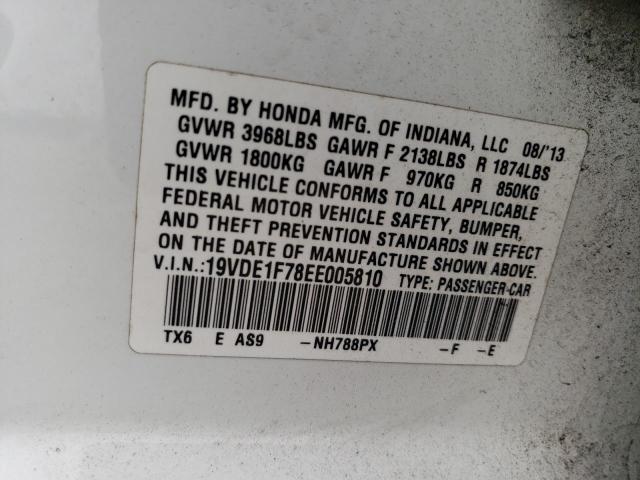 MFD. BY HONDA MFG. OF INDIANA, LLC 08/'13
GVWR 3968LBS GAWR F 2138LBS R 1874LBS
GVWR 1800KG GAWR F 970KG R 850KG
THIS VEHICLE CONFORMS TO ALL APPLICABLE
FEDERAL MOTOR VEHICLE SAFETY, BUMPER,
AND THEFT PREVENTION STANDARDS IN EFFECT
ON THE DATE OF MANUFACTURE SHOWN ABOVE.
V.I.N.:19VDE1F78EE005810 TYPE: PASSENGER-CAR
TX6 E AS9 -NH788PX -F -E